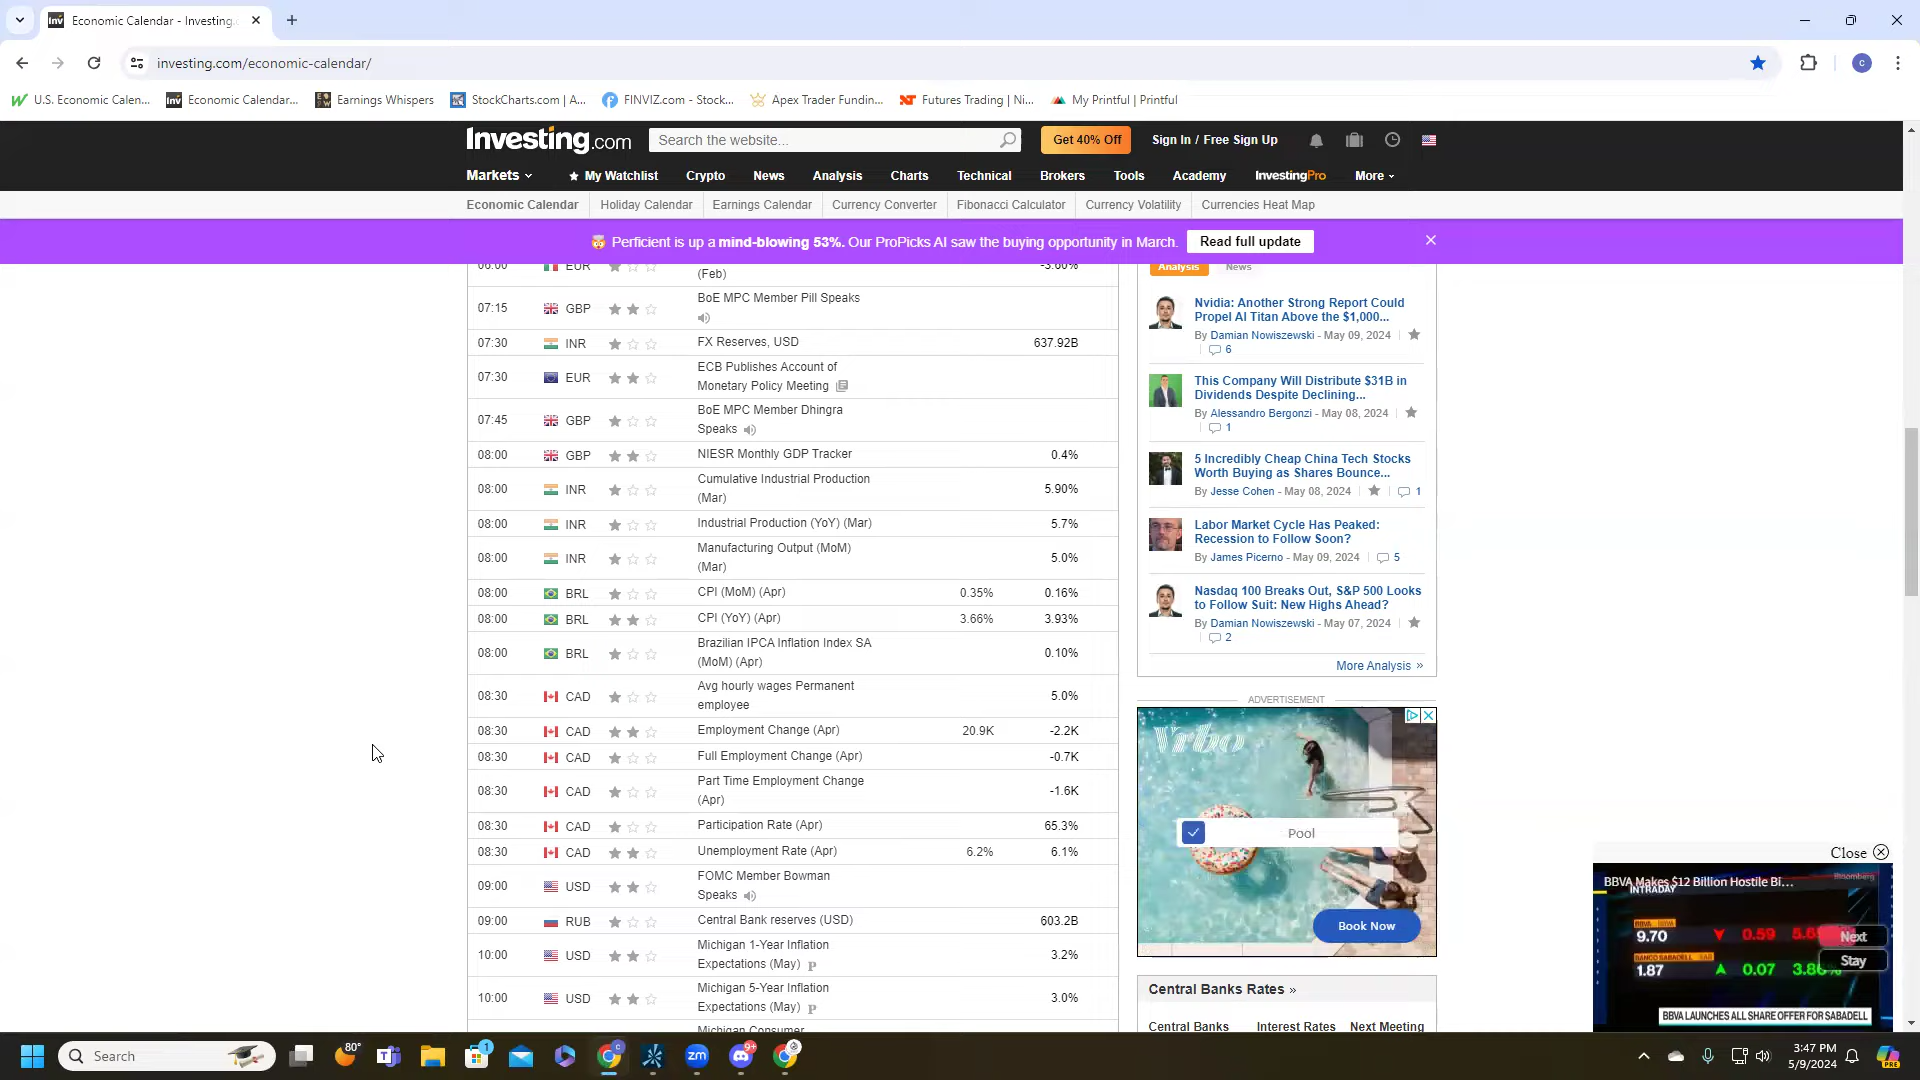 Economic Calendar - Investing.
investing.com/economic-calendar/
c
U.S. Economic Calen...
Economic Calendar...
Earnings Whispers
StockCharts.com | A...
FINVIZ.com - Stock...
Apex Trader Fundin...
Futures Trading | Ni...
My Printful | Printful
Investing.com
Search the website...
Get 40% Off
Sign In / Free Sign Up
Markets
My Watchlist
Crypto
News
Analysis
Charts
Technical
Brokers
Tools
Academy
InvestingPro
More
Economic Calendar
Holiday Calendar
Earnings Calendar
Currency Converter
Fibonacci Calculator
Currency Volatility
Currencies Heat Map
Perficient is up a mind-blowing 53%. Our ProPicks AI saw the buying opportunity in March.
Read full update
06:00 EUR (Feb) -3.60%
07:15 GBP BoE MPC Member Pill Speaks
07:30 INR FX Reserves, USD 637.92B
07:30 EUR ECB Publishes Account of
Monetary Policy Meeting
07:45 GBP BoE MPC Member Dhingra
Speaks
08:00 GBP NIESR Monthly GDP Tracker 0.4%
08:00 INR Cumulative Industrial Production
(Mar) 5.90%
08:00 INR Industrial Production (YoY) (Mar) 5.7%
08:00 INR Manufacturing Output (MoM)
(Mar) 5.0%
08:00 BRL CPI (MoM) (Apr) 0.35% 0.16%
08:00 BRL CPI (YoY) (Apr) 3.66% 3.93%
08:00 BRL Brazilian IPCA Inflation Index SA
(MoM) (Apr) 0.10%
08:30 CAD Avg hourly wages Permanent
employee 5.0%
08:30 CAD Employment Change (Apr) 20.9K -2.2K
08:30 CAD Full Employment Change (Apr) -0.7K
08:30 CAD Part Time Employment Change
(Apr) -1.6K
08:30 CAD Participation Rate (Apr) 65.3%
08:30 CAD Unemployment Rate (Apr) 6.2% 6.1%
09:00 USD FOMC Member Bowman
Speaks
09:00 RUB Central Bank reserves (USD) 603.2B
10:00 USD Michigan 1-Year Inflation
Expectations (May) P 3.2%
10:00 USD Michigan 5-Year Inflation
Expectations (May) P 3.0%
Michigan Consumer
Analysis
News
Nvidia: Another Strong Report Could
Propel AI Titan Above the $1,000...
By Damian Nowiszewski - May 09, 2024
6
This Company Will Distribute $31B in
Dividends Despite Declining...
By Alessandro Bergonzi - May 08, 2024
1
5 Incredibly Cheap China Tech Stocks
Worth Buying as Shares Bounce...
By Jesse Cohen - May 08, 2024
1
Labor Market Cycle Has Peaked:
Recession to Follow Soon?
By James Picerno - May 09, 2024
5
Nasdaq 100 Breaks Out, S&P 500 Looks
to Follow Suit: New Highs Ahead?
By Damian Nowiszewski - May 07, 2024
2
More Analysis »
ADVERTISEMENT
Vrbo
Pool
Book Now
Central Banks Rates »
Central Banks
Interest Rates
Next Meeting
Close
BBVA Makes $12 Billion Hostile Bi...
Bloomberg
INTRADAY
BBVA
9.70 0.59
BANCO SABADELL
1.87 0.07
Next
Stay
BBVA LAUNCHES ALL SHARE OFFER FOR SABADELL
Search
80°
1
zm
9+
3:47 PM
5/9/2024
PRE